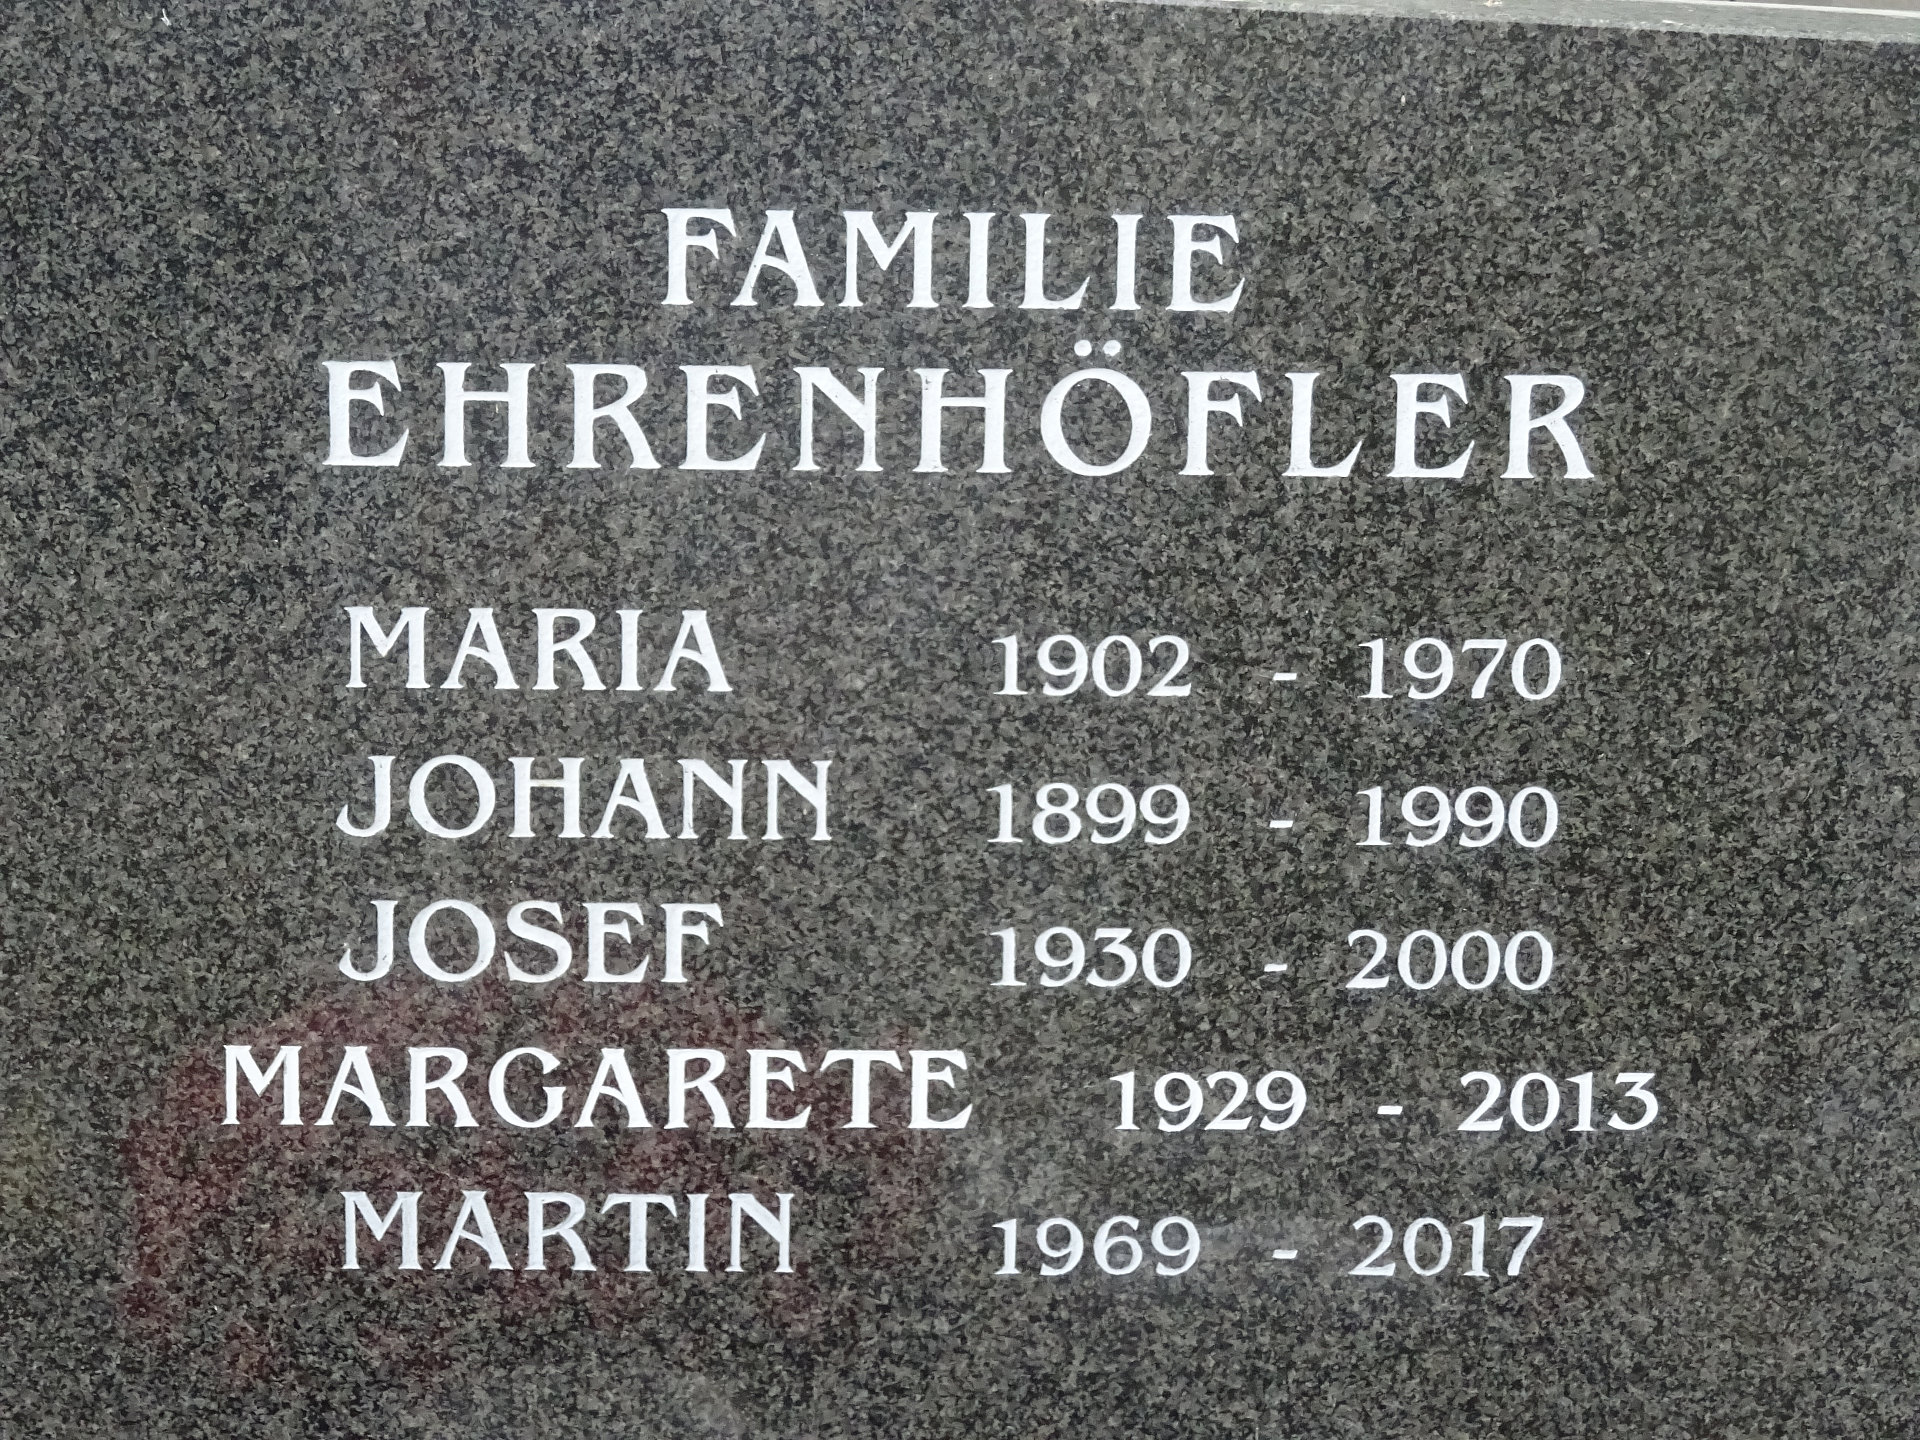 FAMILIE
EHRENHÖFLER
MARIA 1902 - 1970
JOHANN 1899 - 1990
JOSEF 1930 - 2000
MARGARETE 1929 - 2013
MARTIN 1969 - 2017